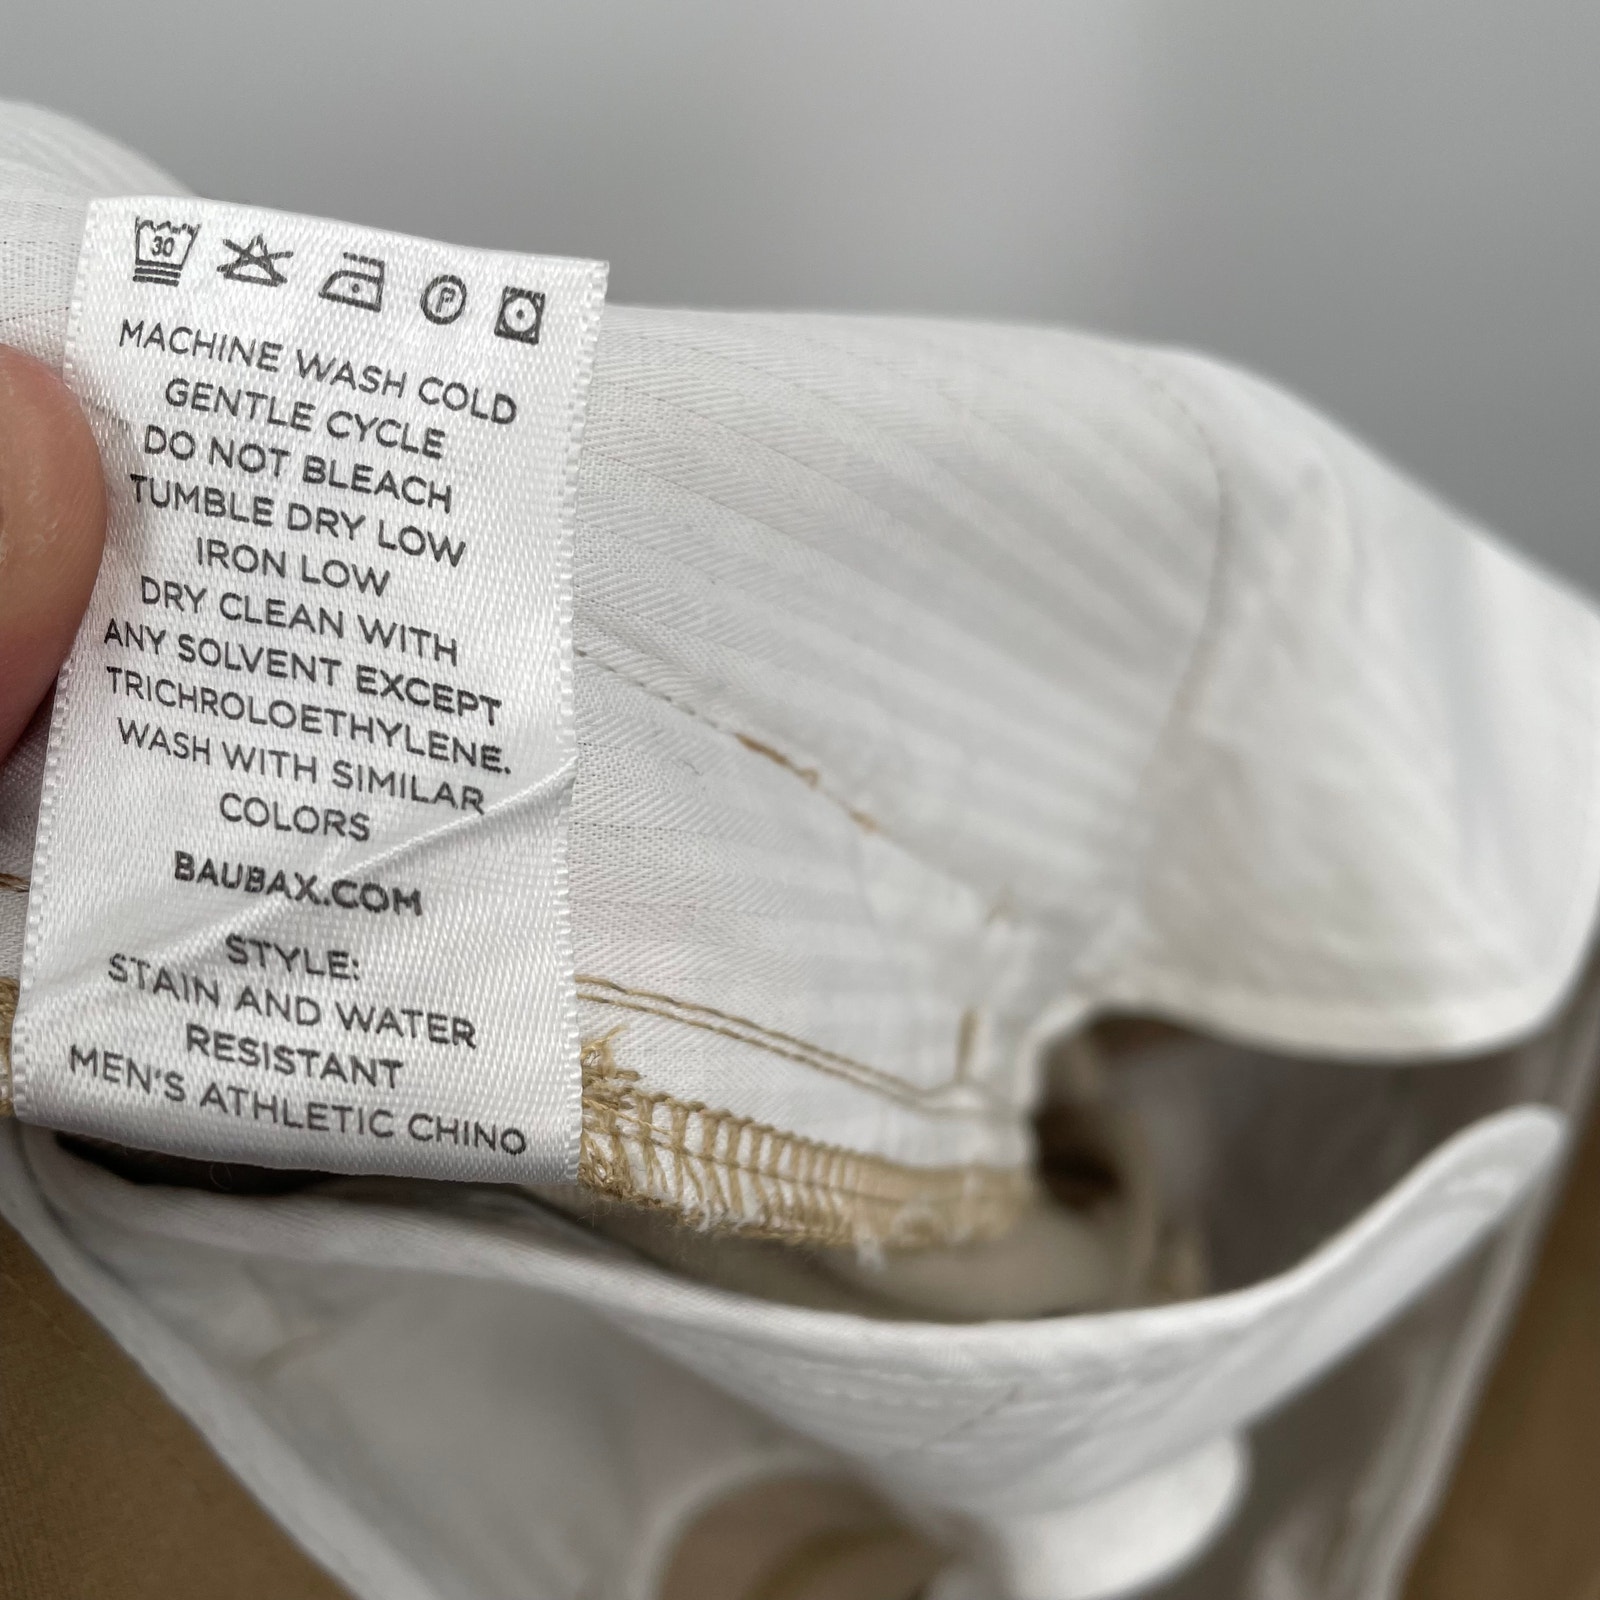 30 P
MACHINE WASH COLD
GENTLE CYCLE
DO NOT BLEACH
TUMBLE DRY LOW
IRON LOW
DRY CLEAN WITH
ANY SOLVENT EXCEPT
TRICHROLOETHYLENE.
WASH WITH SIMILAR
COLORS
BAUBAX.COM
STYLE:
STAIN AND WATER
RESISTANT
MEN'S ATHLETIC CHINO